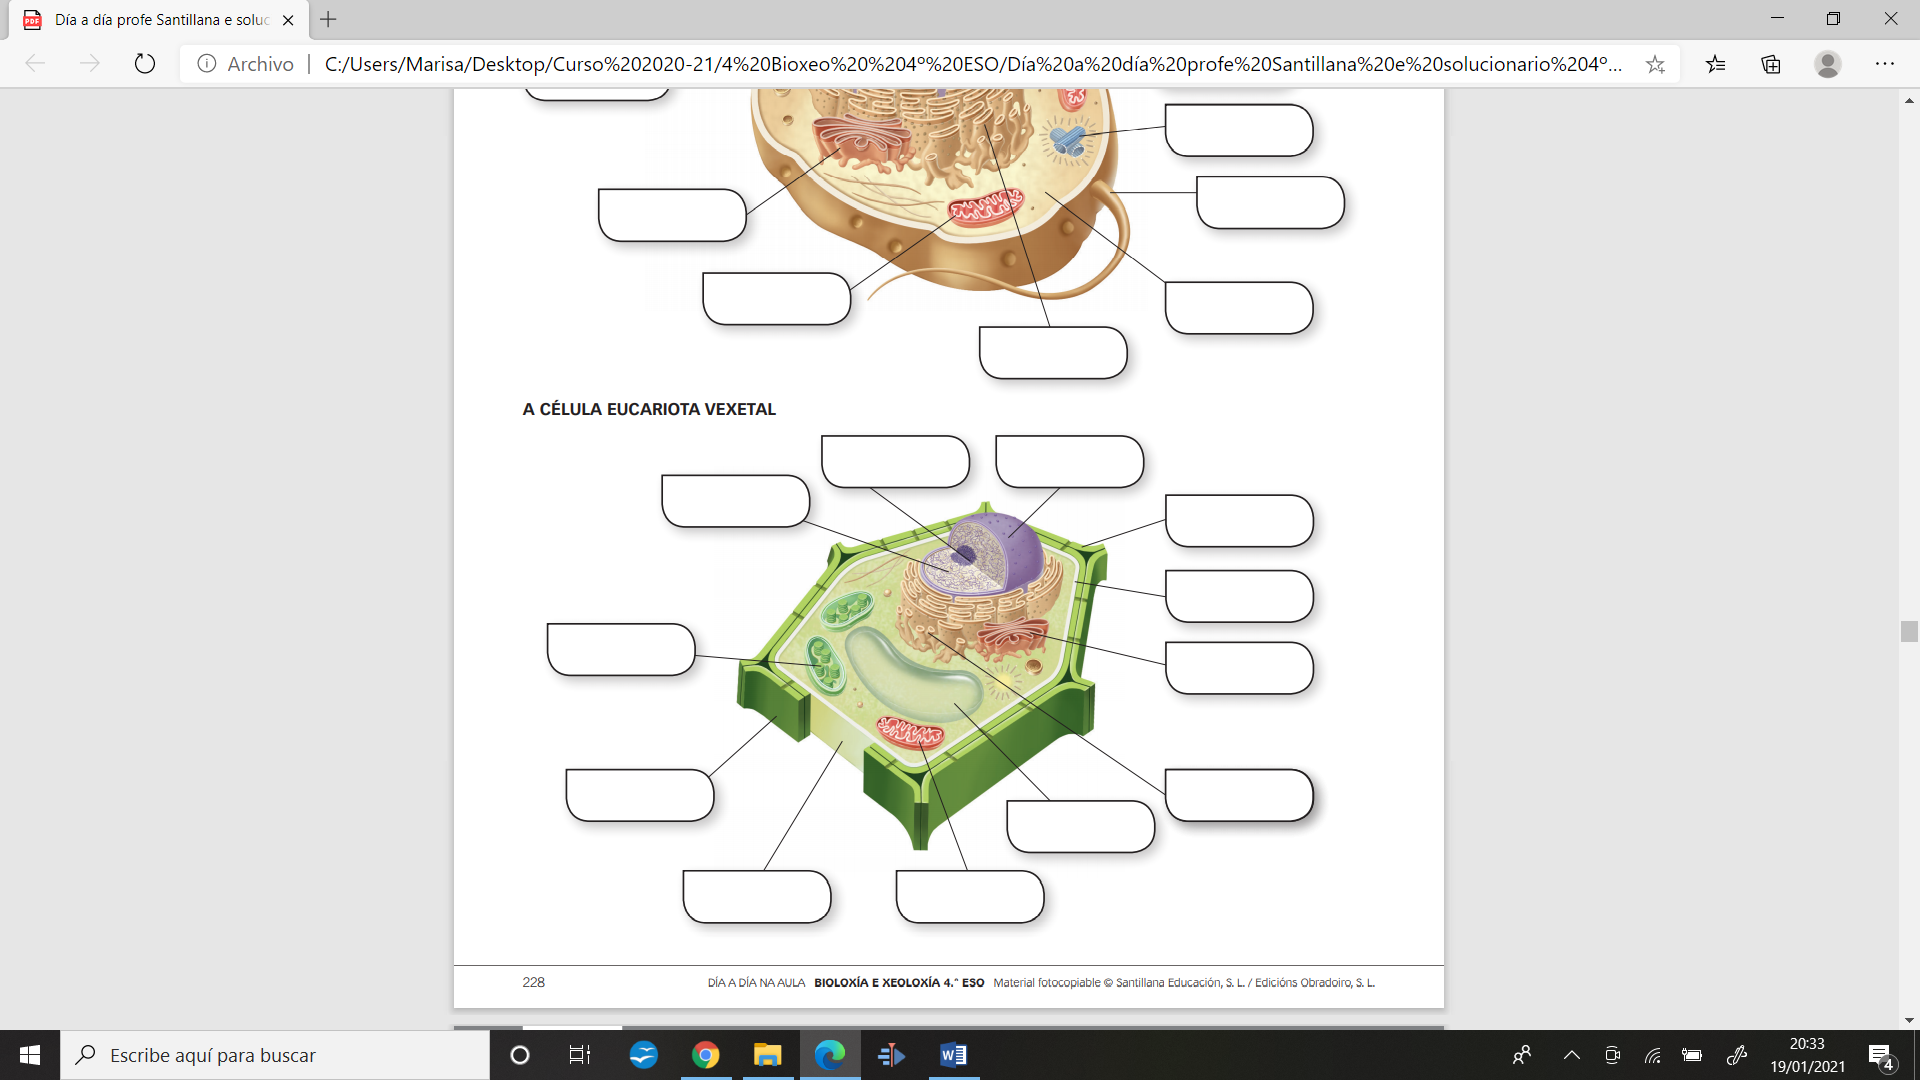 Día a día profe Santillana e soluc
Archivo
C:/Users/Marisa/Desktop/Curso%202020-21/4%20Bioxeo%20%204º%20ESO/Día%20a%20día%20profe%20Santillana%20e%20solucionario%204º...
A CÉLULA EUCARIOTA VEXETAL
228
DÍA A DÍA NA AULA BIOLOXÍA E XEOLOXÍA 4.º ESO Material fotocopiable © Santillana Educación, S. L. / Edicións Obradoiro, S. L.
Escribe aquí para buscar
20:33
19/01/2021
4